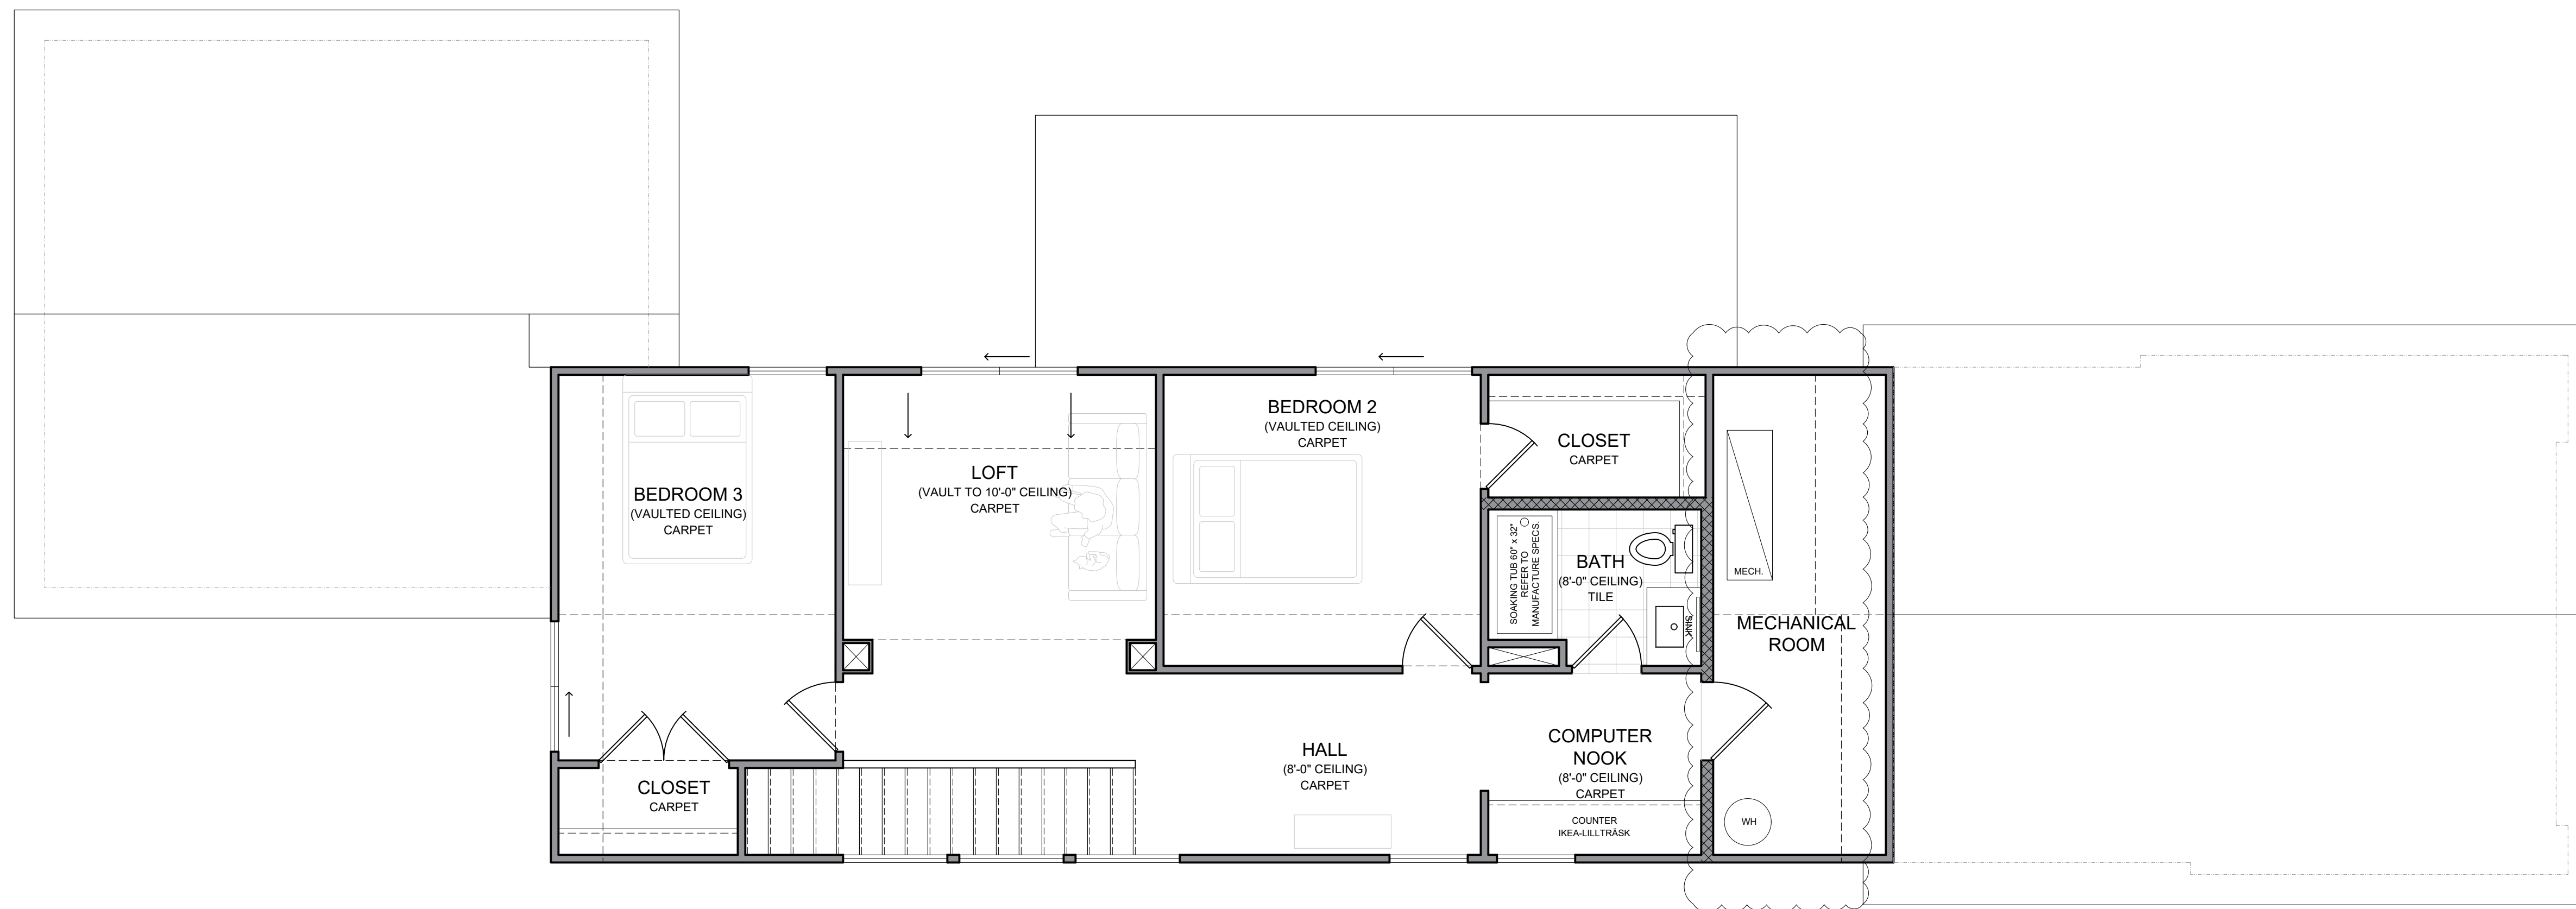 BEDROOM 2
(VAULTED CEILING)
CARPET
CLOSET
CARPET
LOFT
(VAULT TO 10'-0" CEILING)
CARPET
BEDROOM 3
(VAULTED CEILING)
CARPET
SOAKING TUB 60" x 32"
REFER TO
MANUFACTURE SPECS.
BATH
(8'-0" CEILING)
TILE
SINK
MECH.
MECHANICAL
ROOM
HALL
(8'-0" CEILING)
CARPET
COMPUTER
NOOK
(8'-0" CEILING)
CARPET
CLOSET
CARPET
COUNTER
IKEA-LILLTRÄSK
WH